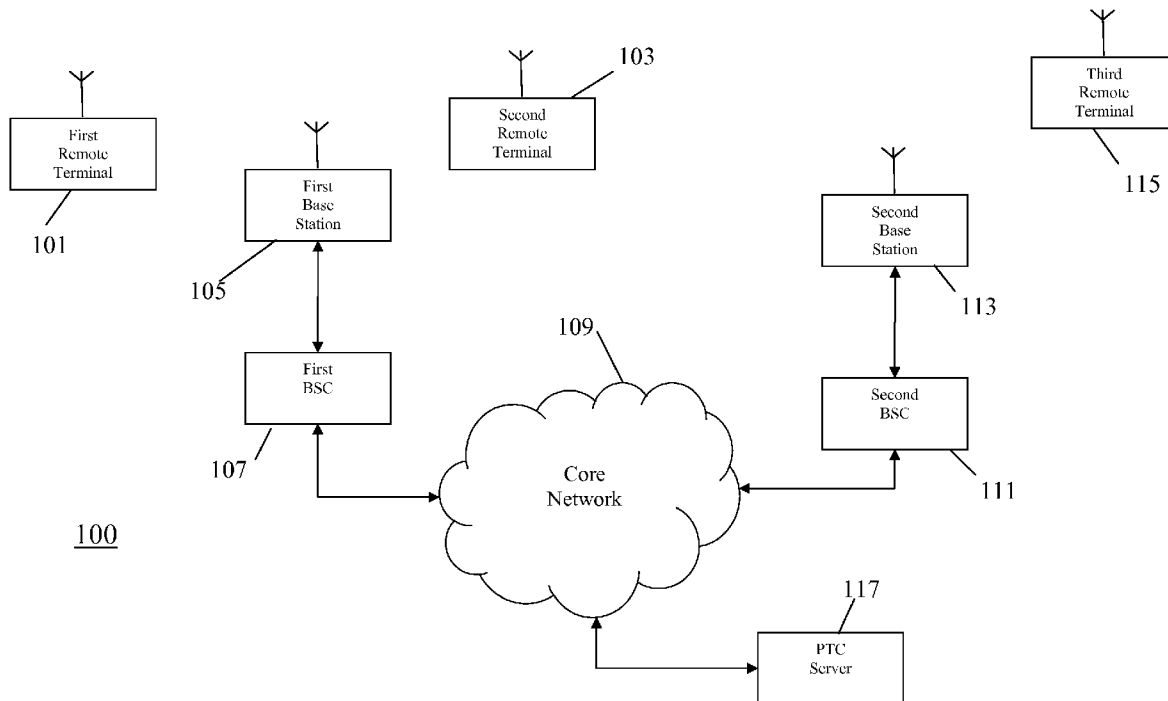 103
Third
Remote
Terminal
115
First
Remote
Terminal
101
Second
Remote
Terminal
First
Base
Station
105
Second
Base
Station
113
109
First
BSC
107
Second
BSC
111
Core
Network
100
117
PTC
Server